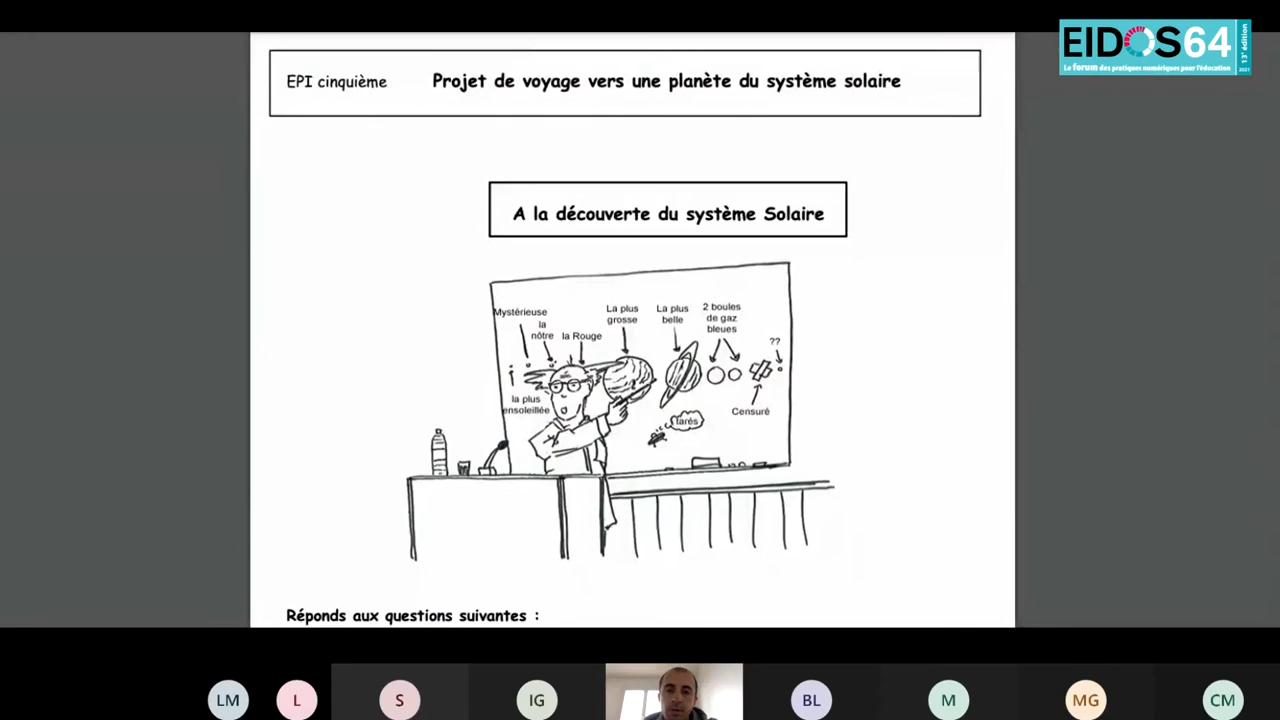 EIDOS64
Le forum des pratiques numériques pour l'éducation
13e édition
2021
EPI cinquième
Projet de voyage vers une planète du système solaire
A la découverte du système Solaire
Mystérieuse
la
nôtre
la Rouge
La plus
grosse
La plus
belle
2 boules
de gaz
bleues
??
la plus
ensoleillée
tarés
Censuré
Réponds aux questions suivantes :
LM
L
S
IG
BL
M
MG
CM